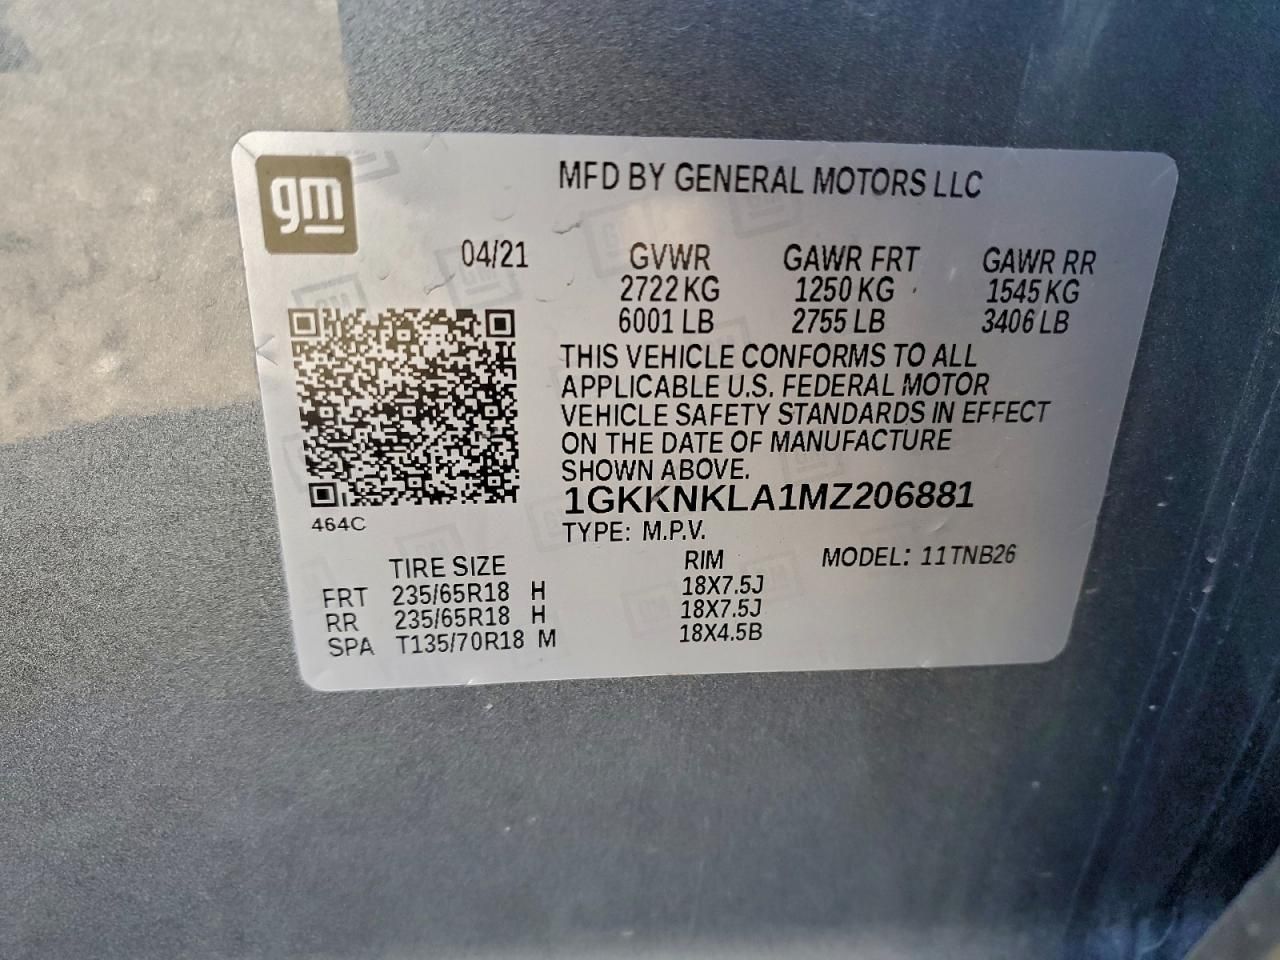 gm
MFD BY GENERAL MOTORS LLC
04/21 GVWR GAWR FRT GAWR RR
2722 KG 1250 KG 1545 KG
6001 LB 2755 LB 3406 LB
THIS VEHICLE CONFORMS TO ALL
APPLICABLE U.S. FEDERAL MOTOR
VEHICLE SAFETY STANDARDS IN EFFECT
ON THE DATE OF MANUFACTURE
SHOWN ABOVE.
1GKKNKLA1MZ206881
464C
TYPE: M.P.V.
TIRE SIZE RIM MODEL: 11TNB26
FRT 235/65R18 H 18X7.5J
RR 235/65R18 H 18X7.5J
SPA T135/70R18 M 18X4.5B